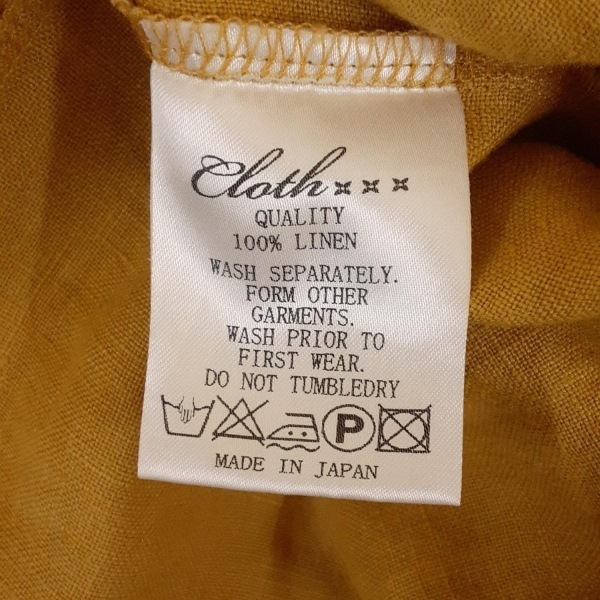 Cloth×××
QUALITY
100% LINEN
WASH SEPARATELY.
FORM OTHER
GARMENTS.
WASH PRIOR TO
FIRST WEAR.
DO NOT TUMBLEDRY
P
MADE IN JAPAN